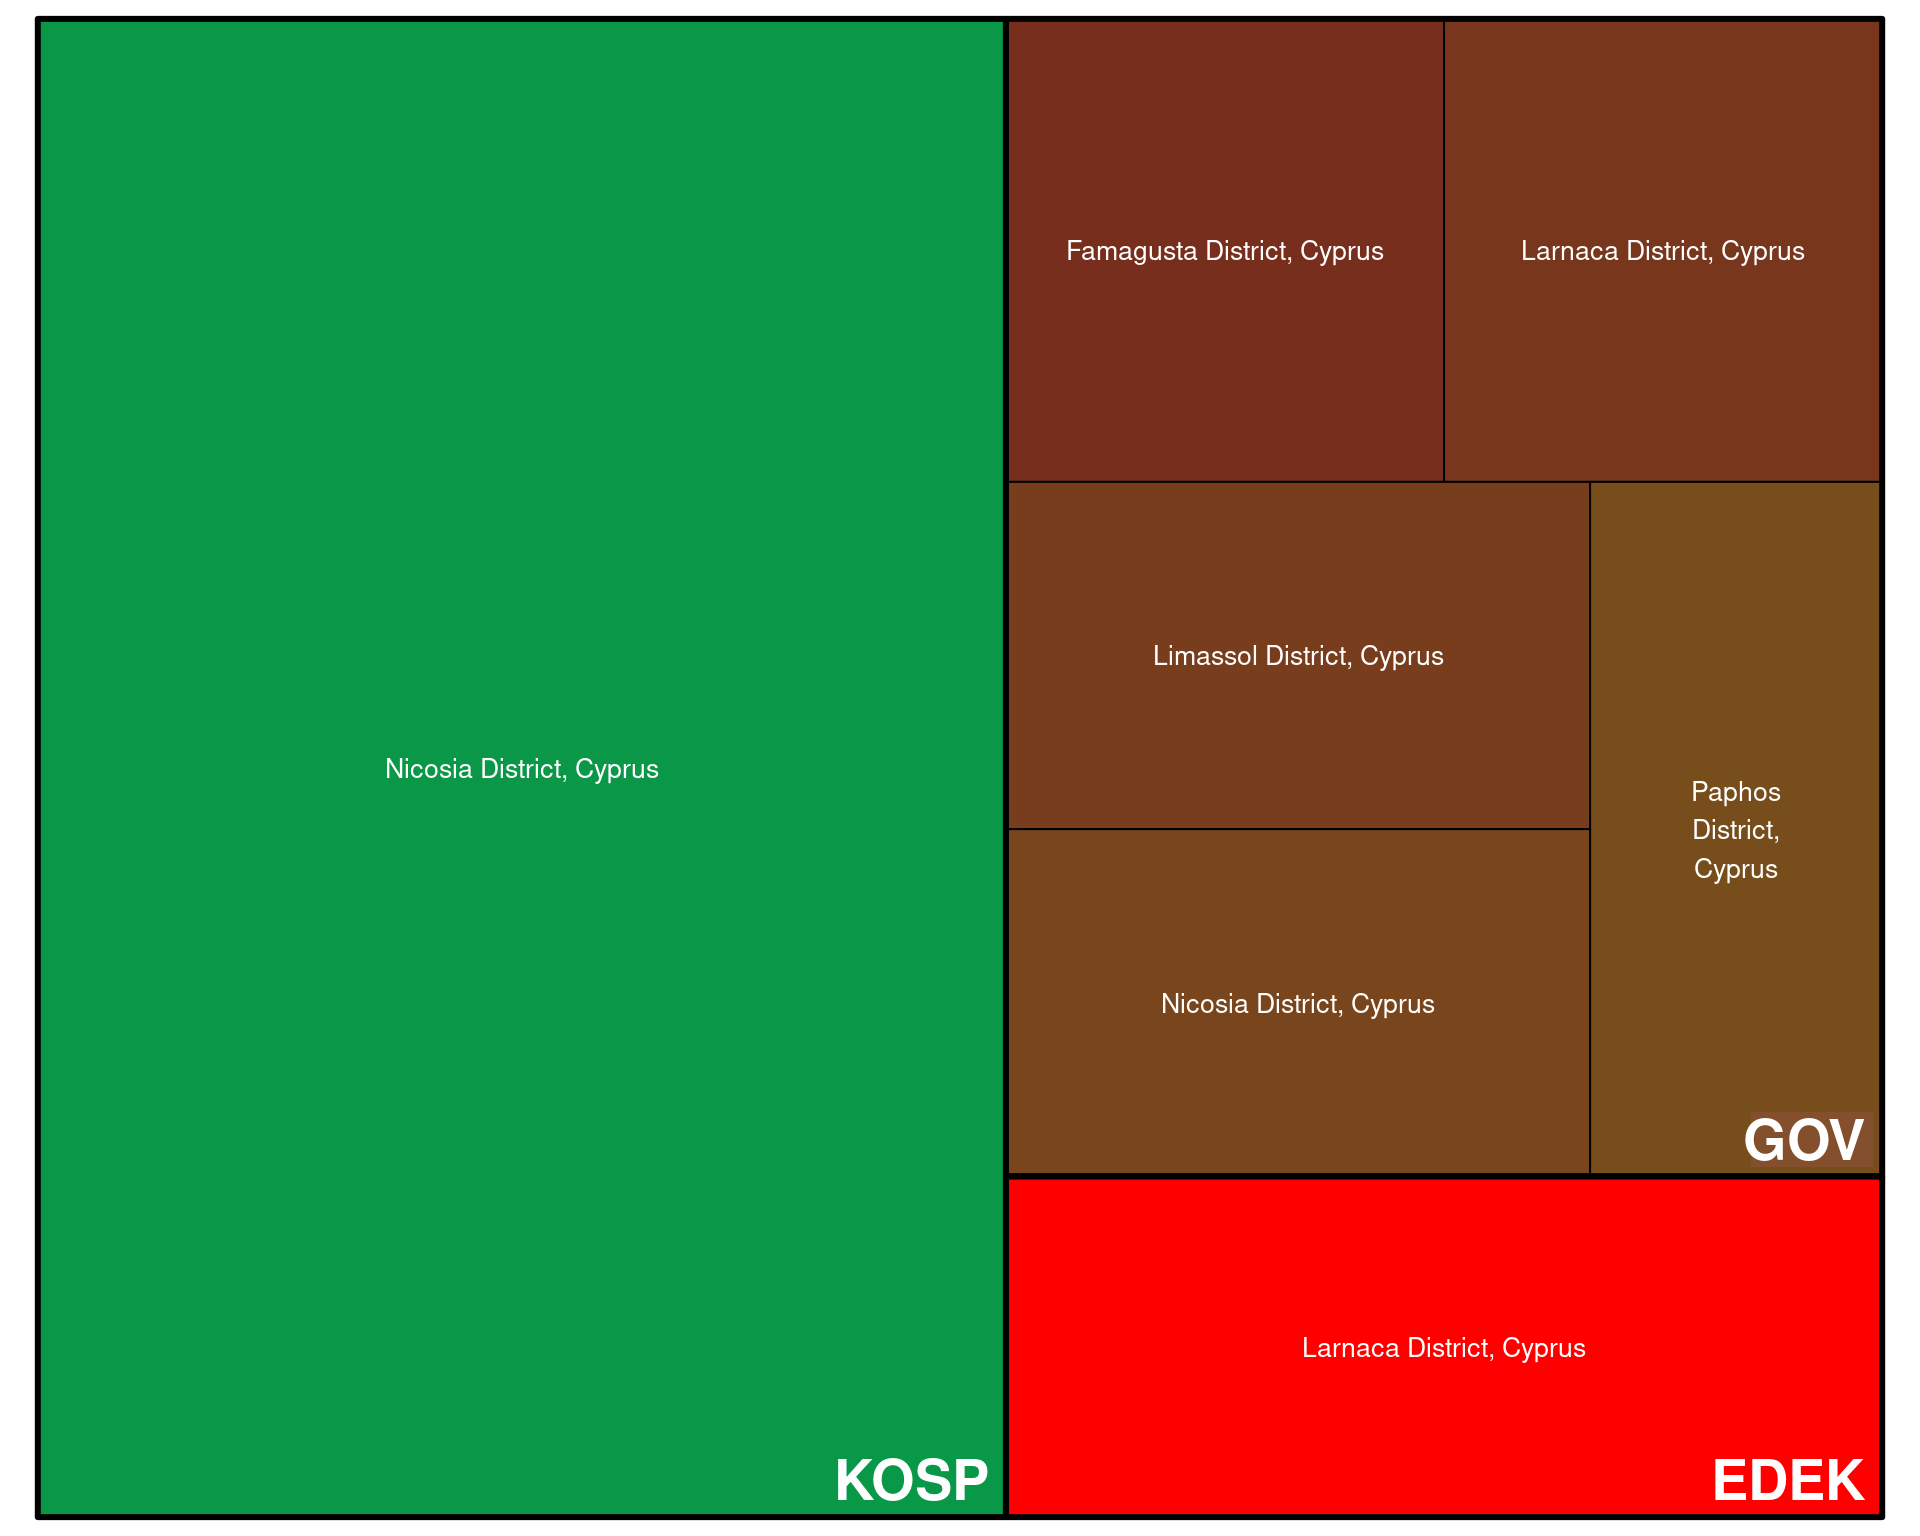 Famagusta District, Cyprus
Larnaca District, Cyprus
Limassol District, Cyprus
Nicosia District, Cyprus
Paphos
District,
Cyprus
Nicosia District, Cyprus
GOV
Larnaca District, Cyprus
KOSP
EDEK